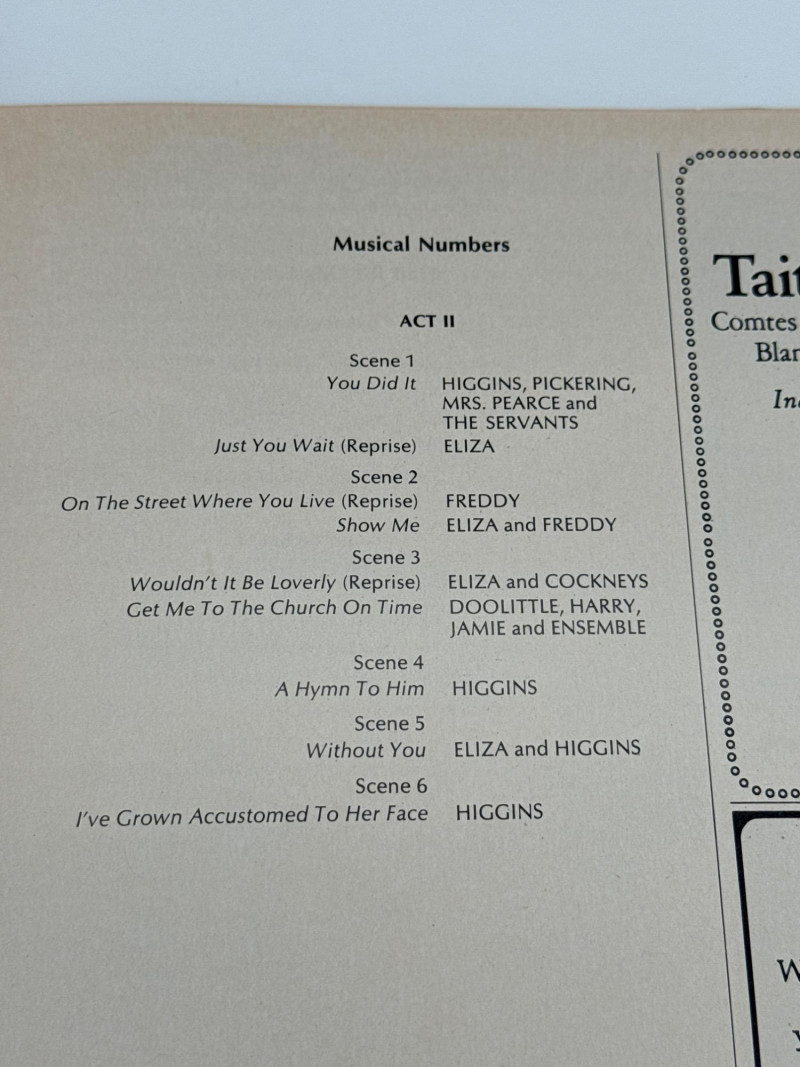 Musical Numbers
ACT II
Scene 1
You Did It HIGGINS, PICKERING,
MRS. PEARCE and
THE SERVANTS
Just You Wait (Reprise) ELIZA
Scene 2
On The Street Where You Live (Reprise) FREDDY
Show Me ELIZA and FREDDY
Scene 3
Wouldn't It Be Loverly (Reprise) ELIZA and COCKNEYS
Get Me To The Church On Time DOOLITTLE, HARRY,
JAMIE and ENSEMBLE
Scene 4
A Hymn To Him HIGGINS
Scene 5
Without You ELIZA and HIGGINS
Scene 6
I've Grown Accustomed To Her Face HIGGINS
Comtes